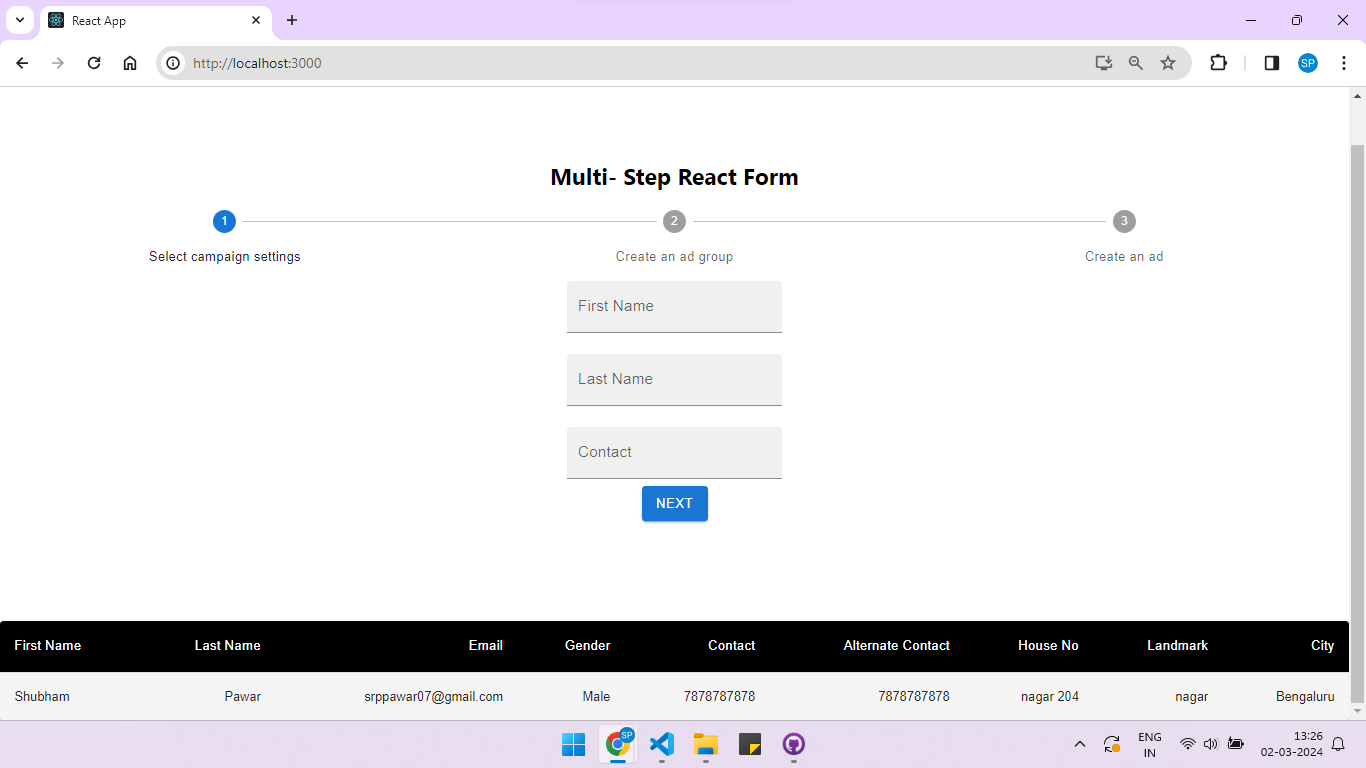 React App
http://localhost:3000
SP
Multi- Step React Form
1 2 3
Select campaign settings Create an ad group Create an ad
First Name
Last Name
Contact
NEXT
First Name Last Name Email Gender Contact Alternate Contact House No Landmark City
Shubham Pawar srppawar07@gmail.com Male 7878787878 7878787878 nagar 204 nagar Bengaluru
SP
ENG
IN
13:26
02-03-2024